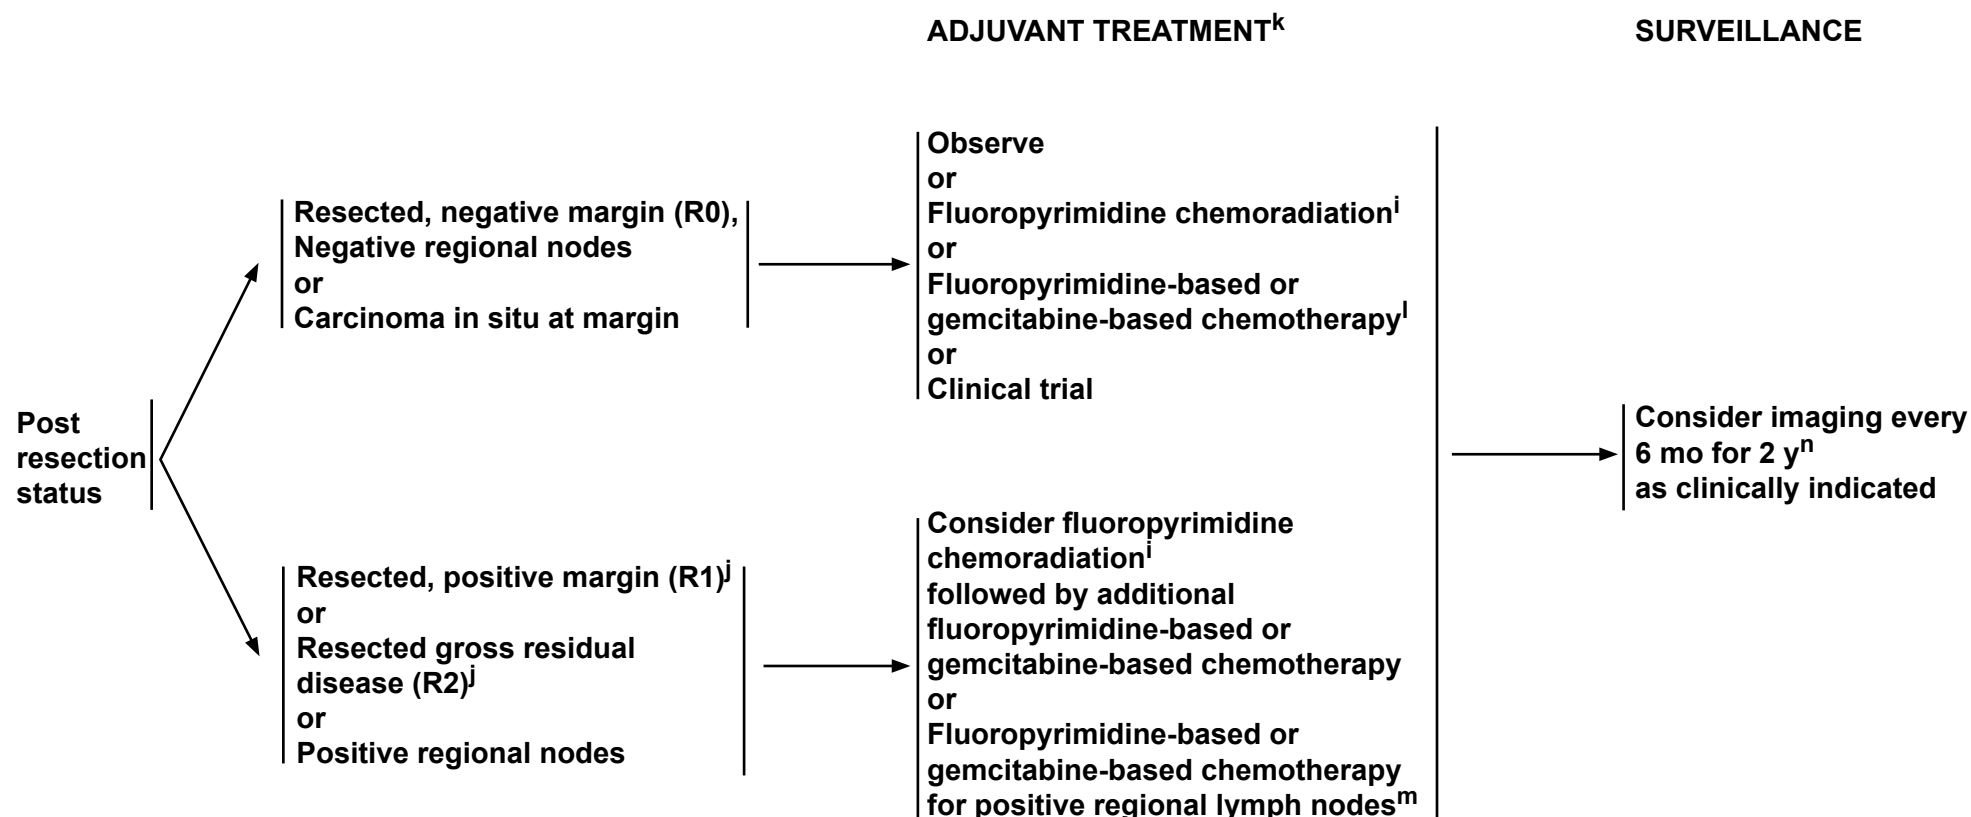 ADJUVANT TREATMENTᵏ
SURVEILLANCE
Post
resection
status
Resected, negative margin (R0),
Negative regional nodes
or
Carcinoma in situ at margin
Observe
or
Fluoropyrimidine chemoradiationⁱ
or
Fluoropyrimidine-based or
gemcitabine-based chemotherapyˡ
or
Clinical trial
Resected, positive margin (R1)ʲ
or
Resected gross residual
disease (R2)ʲ
or
Positive regional nodes
Consider fluoropyrimidine
chemoradiationⁱ
followed by additional
fluoropyrimidine-based or
gemcitabine-based chemotherapy
or
Fluoropyrimidine-based or
gemcitabine-based chemotherapy
for positive regional lymph nodesᵐ
Consider imaging every
6 mo for 2 yⁿ
as clinically indicated